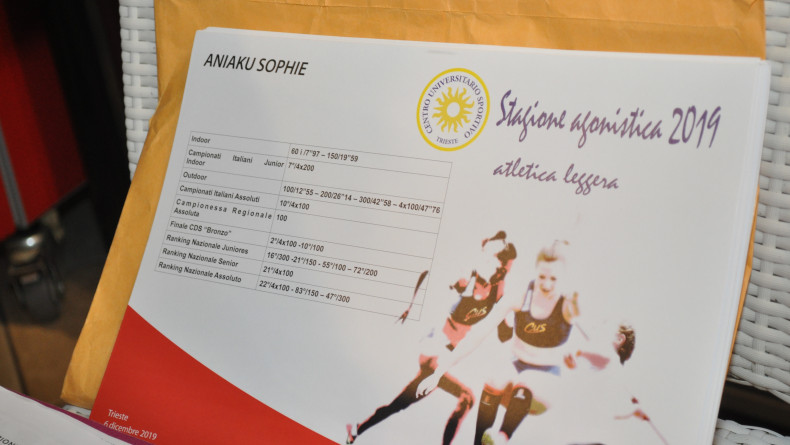 ANIAKU SOPHIE
CENTRO UNIVERSITARIO SPORTIVO
TRIESTE
Stagione agonistica 2019
atletica leggera
Indoor 60 i /7"97 – 150/19"59
Campionati Italiani Junior Indoor 7°/4x200
Outdoor 100/12"55 – 200/26"14 – 300/42"58 – 4x100/47"76
Campionati Italiani Assoluti 10°/4x100
Campionessa Regionale Assoluta 100
Finale CDS "Bronzo" 2°/4x100 -10°/100
Ranking Nazionale Juniores 16°/300 -21°/150 - 55°/100 – 72°/200
Ranking Nazionale Senior 21°/4x100
Ranking Nazionale Assoluto 22°/4x100 - 83°/150 – 47°/300
CUS
Trieste
6 dicembre 2019